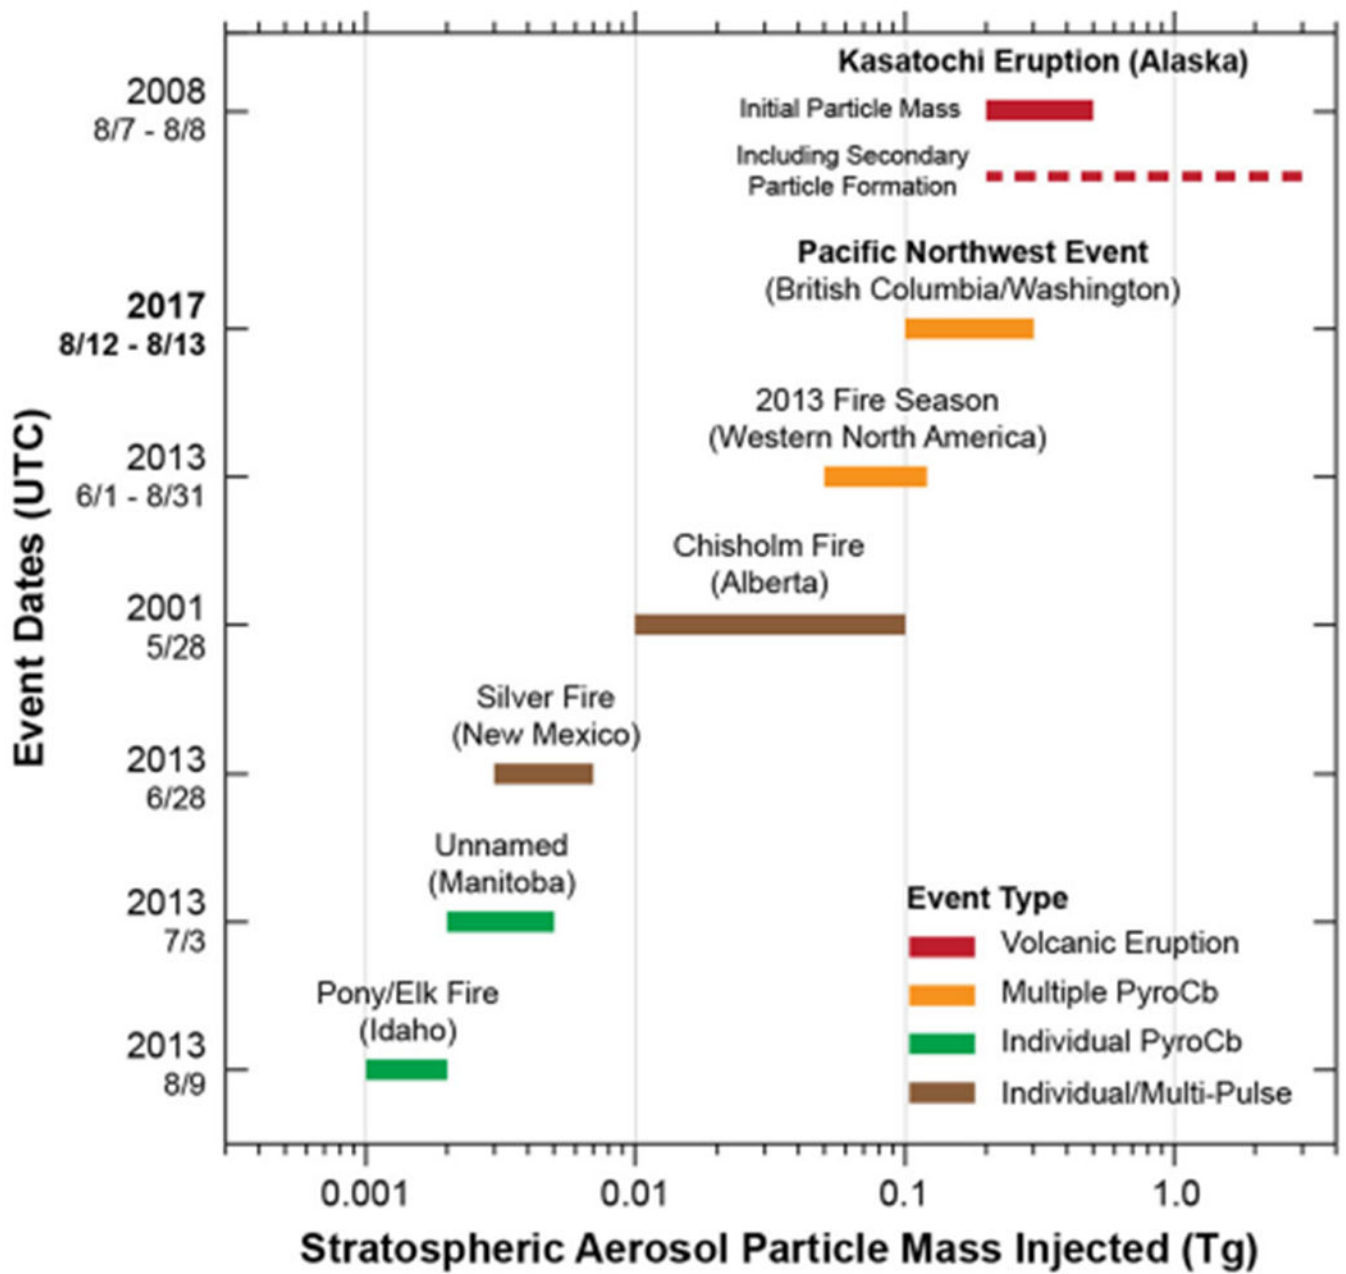 Kasatochi Eruption (Alaska)
2008
8/7 - 8/8
Initial Particle Mass
Including Secondary
Particle Formation
Pacific Northwest Event
(British Columbia/Washington)
2017
8/12 - 8/13
2013 Fire Season
(Western North America)
2013
6/1 - 8/31
Chisholm Fire
(Alberta)
2001
5/28
Silver Fire
(New Mexico)
2013
6/28
Unnamed
(Manitoba)
2013
7/3
Pony/Elk Fire
(Idaho)
2013
8/9
Event Dates (UTC)
Event Type
Volcanic Eruption
Multiple PyroCb
Individual PyroCb
Individual/Multi-Pulse
0.001 0.01 0.1 1.0
Stratospheric Aerosol Particle Mass Injected (Tg)